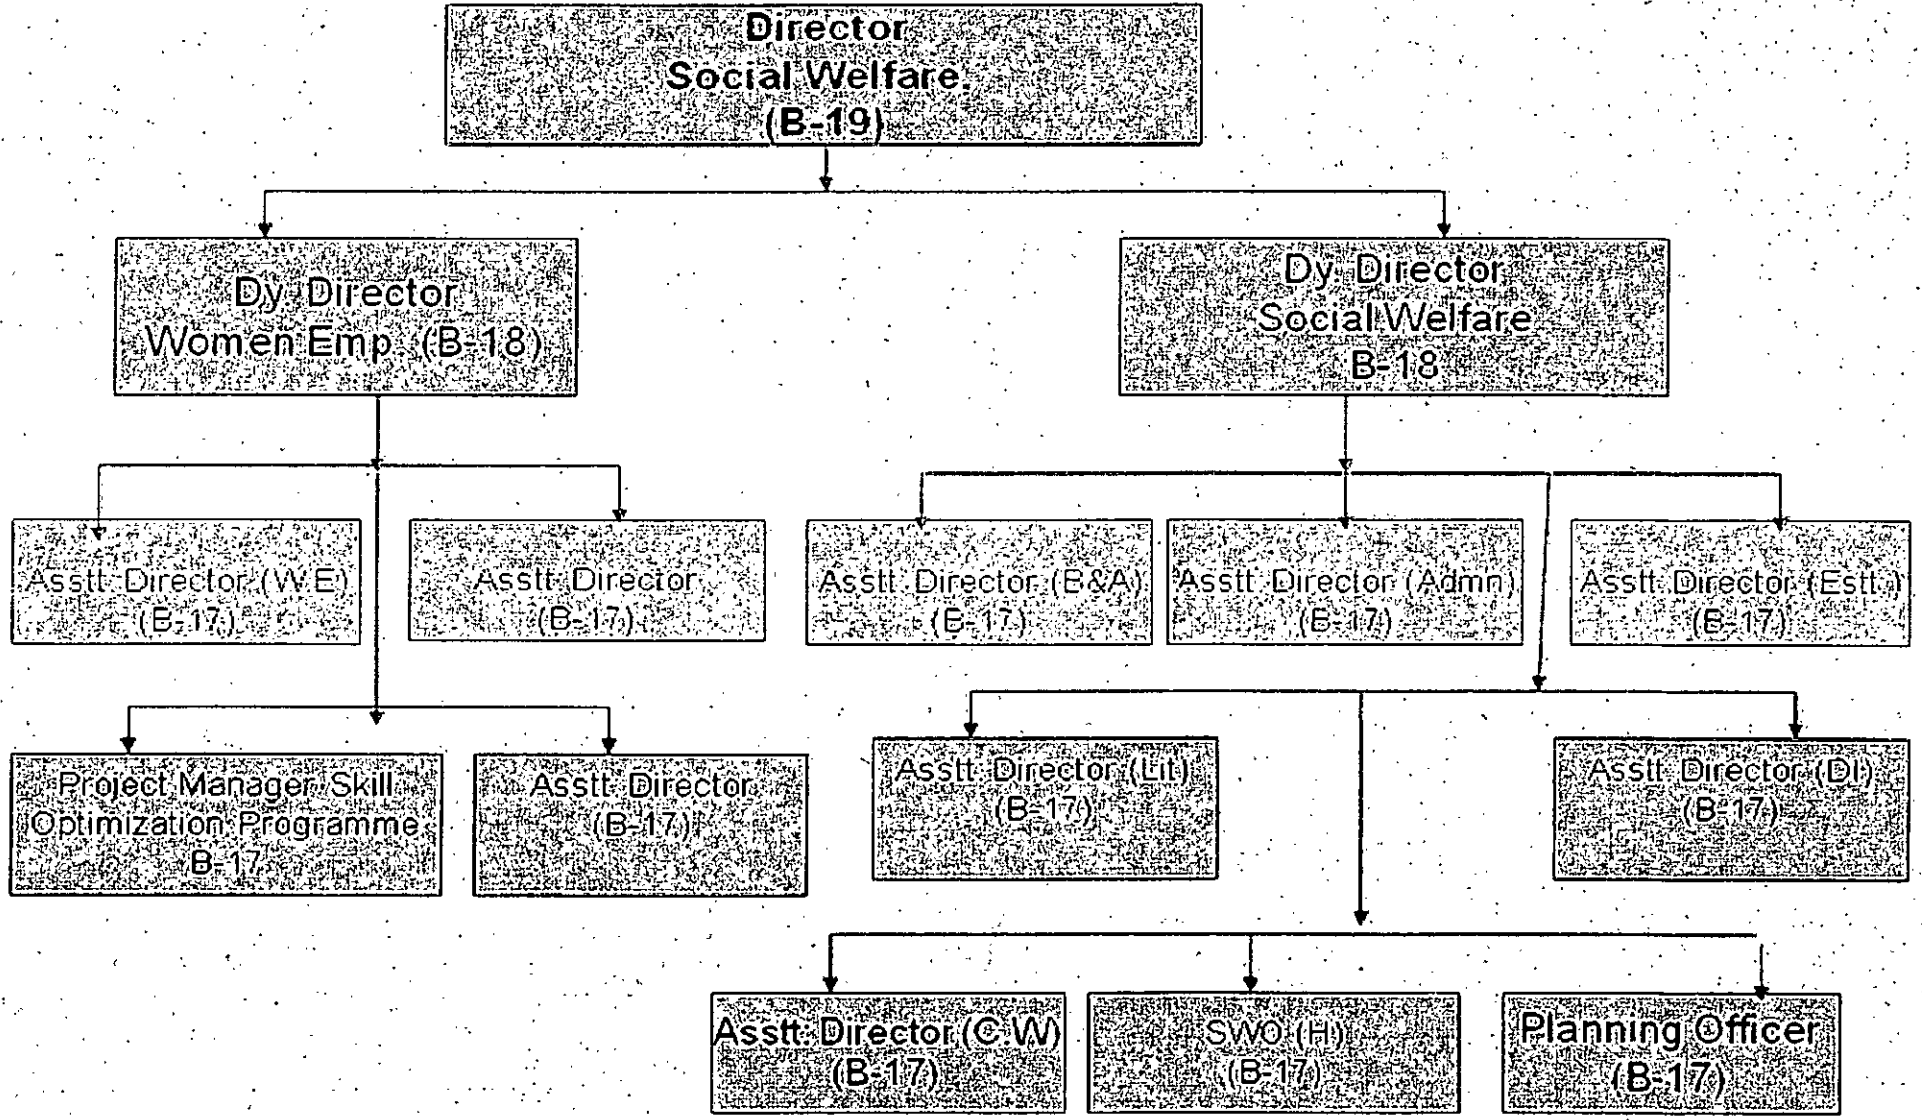 Director
Social Welfare
(B-19)
Dy. Director
Women Emp. (B-18)
Dy. Director
Social Welfare
B-18
Asstt: Director (W.E)
(B-17)
Asstt: Director
(B-17)
Asstt: Director (B&A)
(B-17)
Asstt: Director (Admn)
(B-17)
Asstt: Director (Estt:)
(B-17)
Project Manager Skill
Optimization Programme
B-17
Asstt: Director
(B-17)
Asstt: Director (Lit)
(B-17)
Asstt: Director (DI)
(B-17)
Asstt: Director (C.W)
(B-17)
SWO (H)
(B-17)
Planning Officer
(B-17)